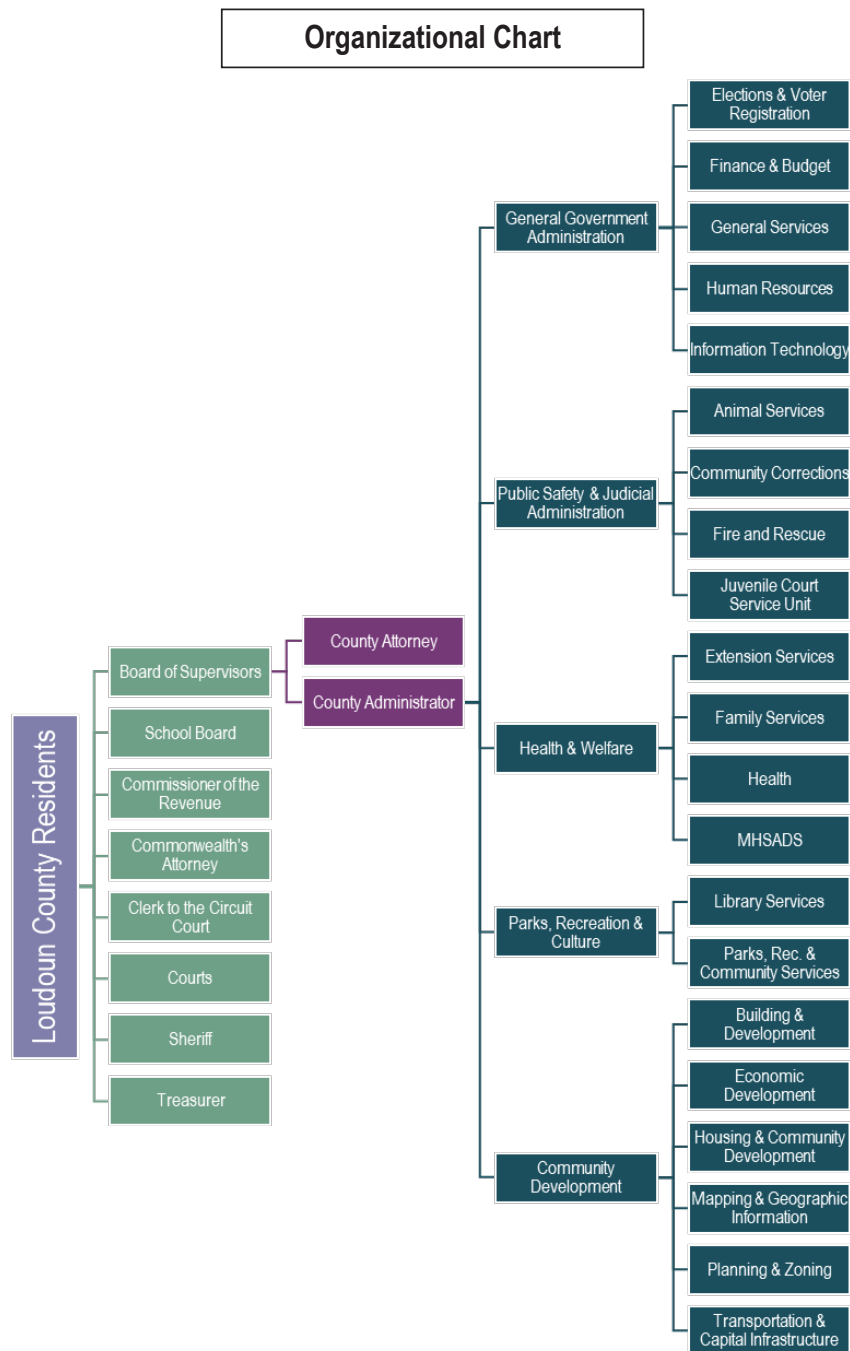 Organizational Chart
Loudoun County Residents
Board of Supervisors
School Board
Commissioner of the
Revenue
Commonwealth's
Attorney
Clerk to the Circuit
Court
Courts
Sheriff
Treasurer
County Attorney
County Administrator
General Government
Administration
Elections & Voter
Registration
Finance & Budget
General Services
Human Resources
Information Technology
Public Safety & Judicial
Administration
Animal Services
Community Corrections
Fire and Rescue
Juvenile Court
Service Unit
Health & Welfare
Extension Services
Family Services
Health
MHSADS
Parks, Recreation &
Culture
Library Services
Parks, Rec. &
Community Services
Community
Development
Building &
Development
Economic
Development
Housing & Community
Development
Mapping & Geographic
Information
Planning & Zoning
Transportation &
Capital Infrastructure